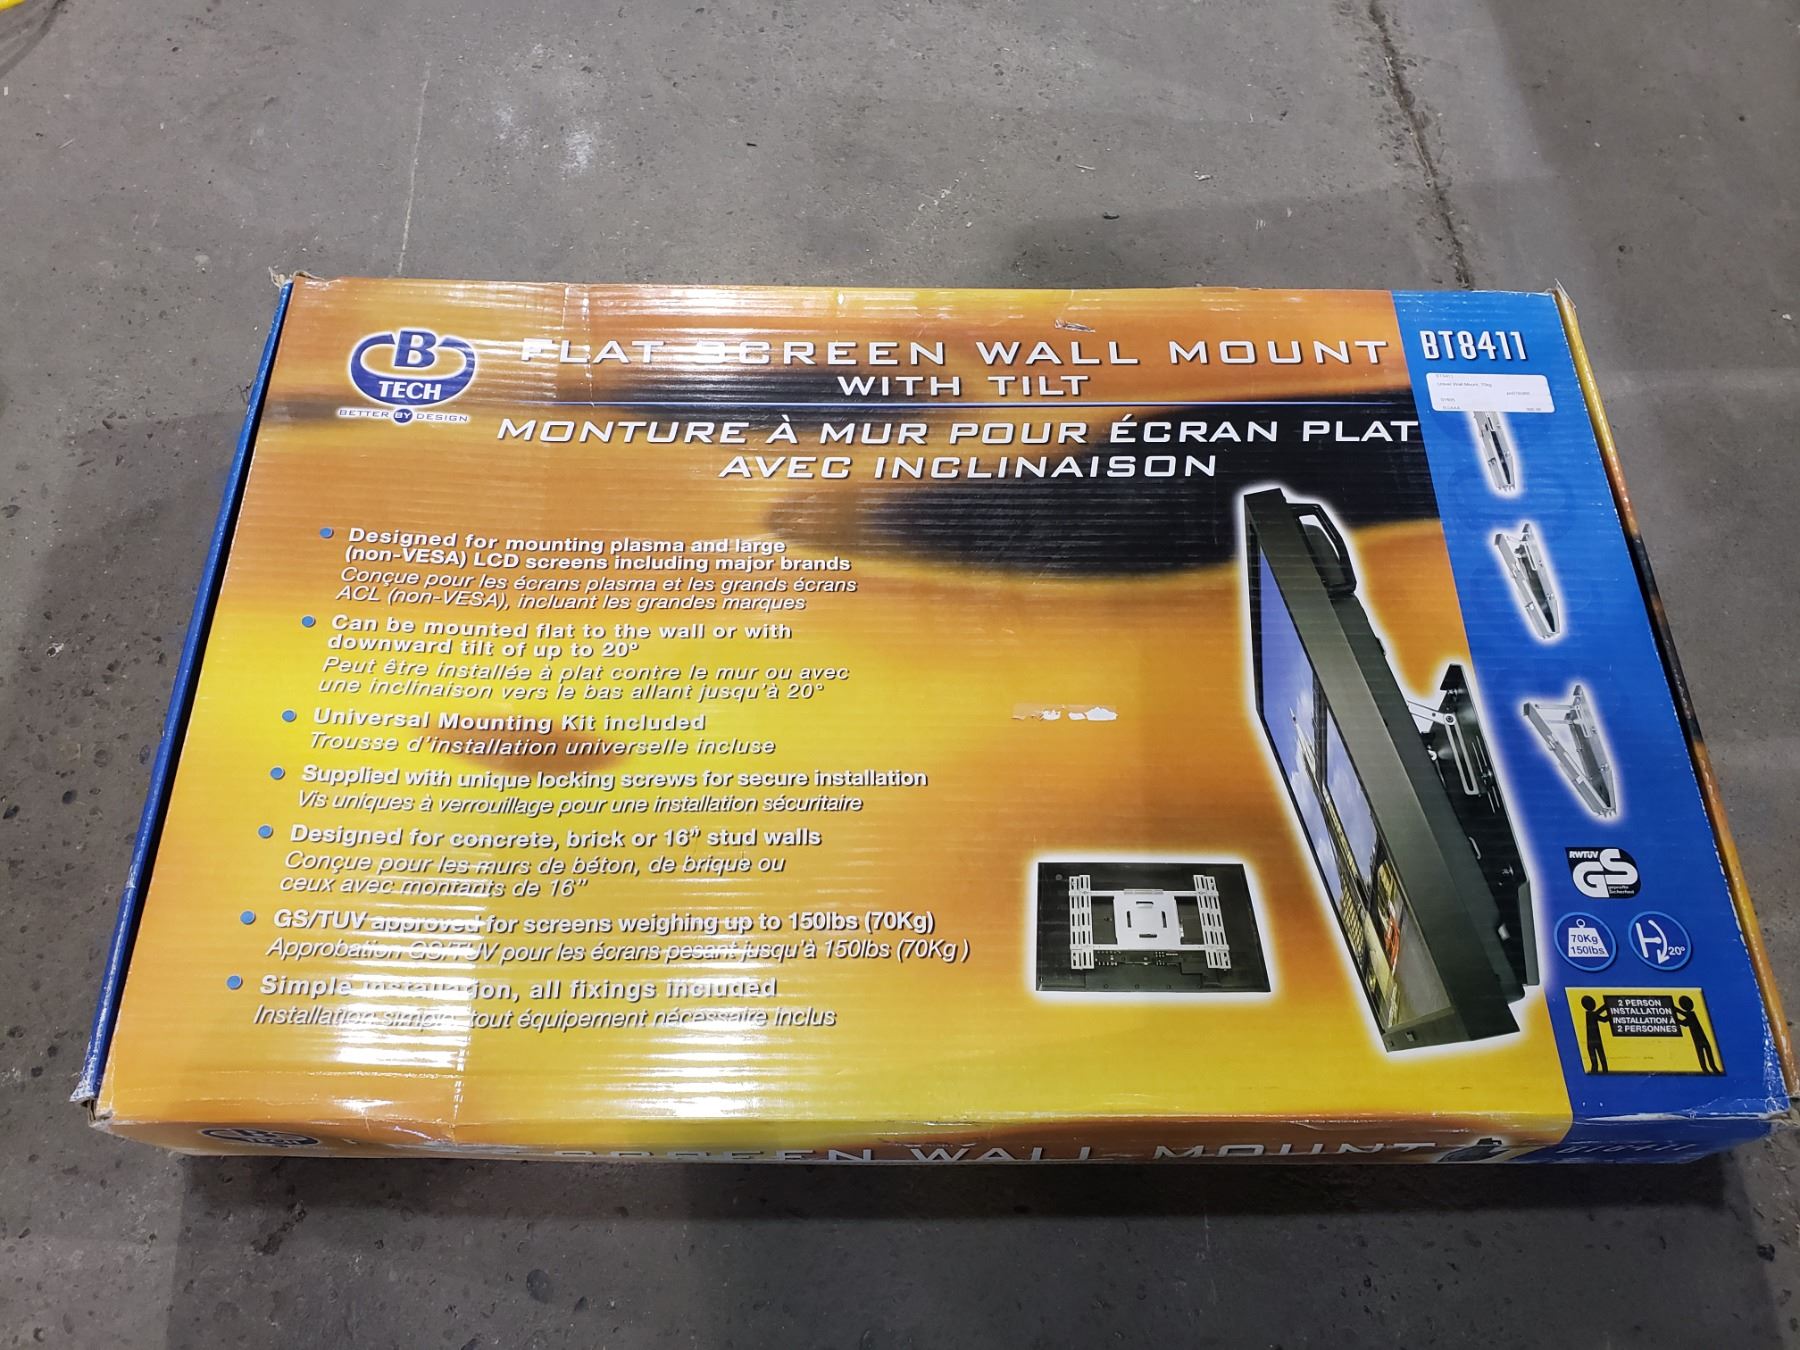 B
TECH
BETTER BY DESIGN
FLAT SCREEN WALL MOUNT
WITH TILT
MONTURE À MUR POUR ÉCRAN PLAT
AVEC INCLINAISON
BT8411
BT8411
• Designed for mounting plasma and large
(non-VESA) LCD screens including major brands
Conçue pour les écrans plasma et les grands écrans
ACL (non-VESA), incluant les grandes marques
• Can be mounted flat to the wall or with
downward tilt of up to 20°
Peut être installée à plat contre le mur ou avec
une inclinaison vers le bas allant jusqu'à 20°
• Universal Mounting Kit included
Trousse d'installation universelle incluse
• Supplied with unique locking screws for secure installation
Vis uniques à verrouillage pour une installation sécuritaire
• Designed for concrete, brick or 16" stud walls
Conçue pour les murs de béton, de brique ou
ceux avec montants de 16"
• GS/TUV approved for screens weighing up to 150lbs (70Kg)
Approbation GS/TUV pour les écrans pesant jusqu'à 150lbs (70Kg)
• Simple installation, all fixings included
Installation simple, tout équipement nécessaire inclus
RWTUV
GS
geprüfte
Sicherheit
70Kg
150lbs
20°
2 PERSON
INSTALLATION
INSTALLATION À
2 PERSONNES
SCREEN WALL MOUNT
BT8411